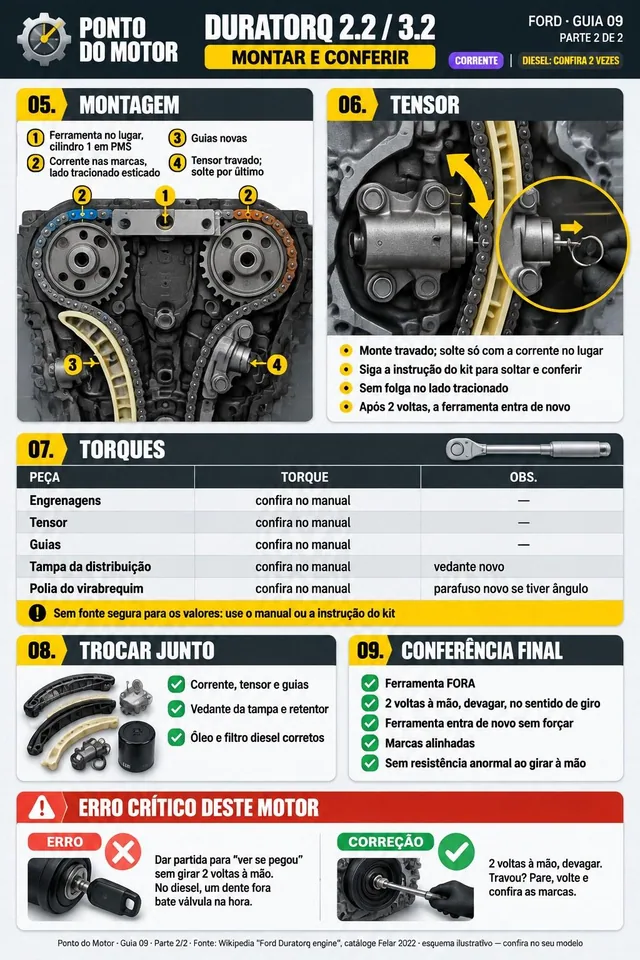 PONTO
DO MOTOR
DURATORQ 2.2 / 3.2
MONTAR E CONFERIR
FORD · GUIA 09
PARTE 2 DE 2
CORRENTE | DIESEL: CONFIRA 2 VEZES
05. MONTAGEM
1 Ferramenta no lugar,
cilindro 1 em PMS
2 Corrente nas marcas,
lado tracionado esticado
3 Guias novas
4 Tensor travado;
solte por último
2
1
2
3
4
06. TENSOR
Monte travado; solte só com a corrente no lugar
Siga a instrução do kit para soltar e conferir
Sem folga no lado tracionado
Após 2 voltas, a ferramenta entra de novo
07. TORQUES
PEÇA TORQUE OBS.
Engrenagens confira no manual —
Tensor confira no manual —
Guias confira no manual —
Tampa da distribuição confira no manual vedante novo
Polia do virabrequim confira no manual parafuso novo se tiver ângulo
! Sem fonte segura para os valores: use o manual ou a instrução do kit
08. TROCAR JUNTO
Corrente, tensor e guias
Vedante da tampa e retentor
Óleo e filtro diesel corretos
09. CONFERÊNCIA FINAL
Ferramenta FORA
2 voltas à mão, devagar, no sentido de giro
Ferramenta entra de novo sem forçar
Marcas alinhadas
Sem resistência anormal ao girar à mão
! ERRO CRÍTICO DESTE MOTOR
ERRO
Dar partida para "ver se pegou"
sem girar 2 voltas à mão.
No diesel, um dente fora
bate válvula na hora.
CORREÇÃO
2 voltas à mão, devagar.
Travou? Pare, volte e
confira as marcas.
Ponto do Motor · Guia 09 · Parte 2/2 · Fonte: Wikipedia "Ford Duratorq engine", catáloge Felar 2022 · esquema ilustrativo — confira no seu modelo